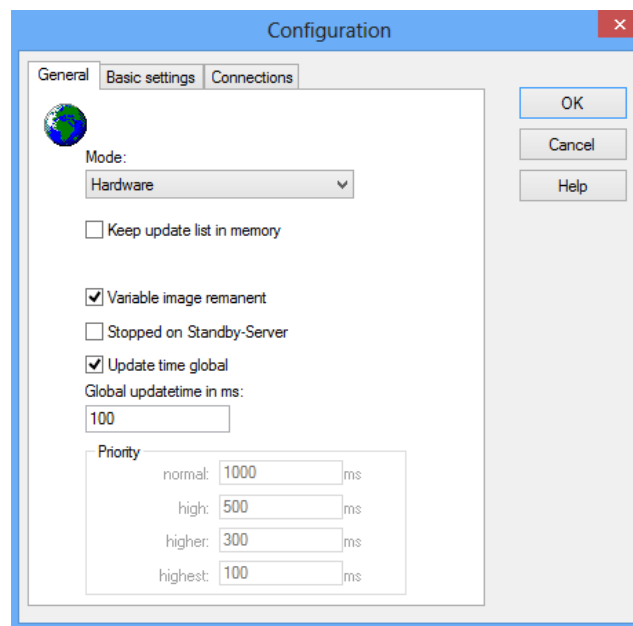 Configuration
General Basic settings Connections
OK
Cancel
Help
Mode:
Hardware
Keep update list in memory
Variable image remanent
Stopped on Standby-Server
Update time global
Global updatetime in ms:
100
Priority
normal: 1000 ms
high: 500 ms
higher: 300 ms
highest: 100 ms